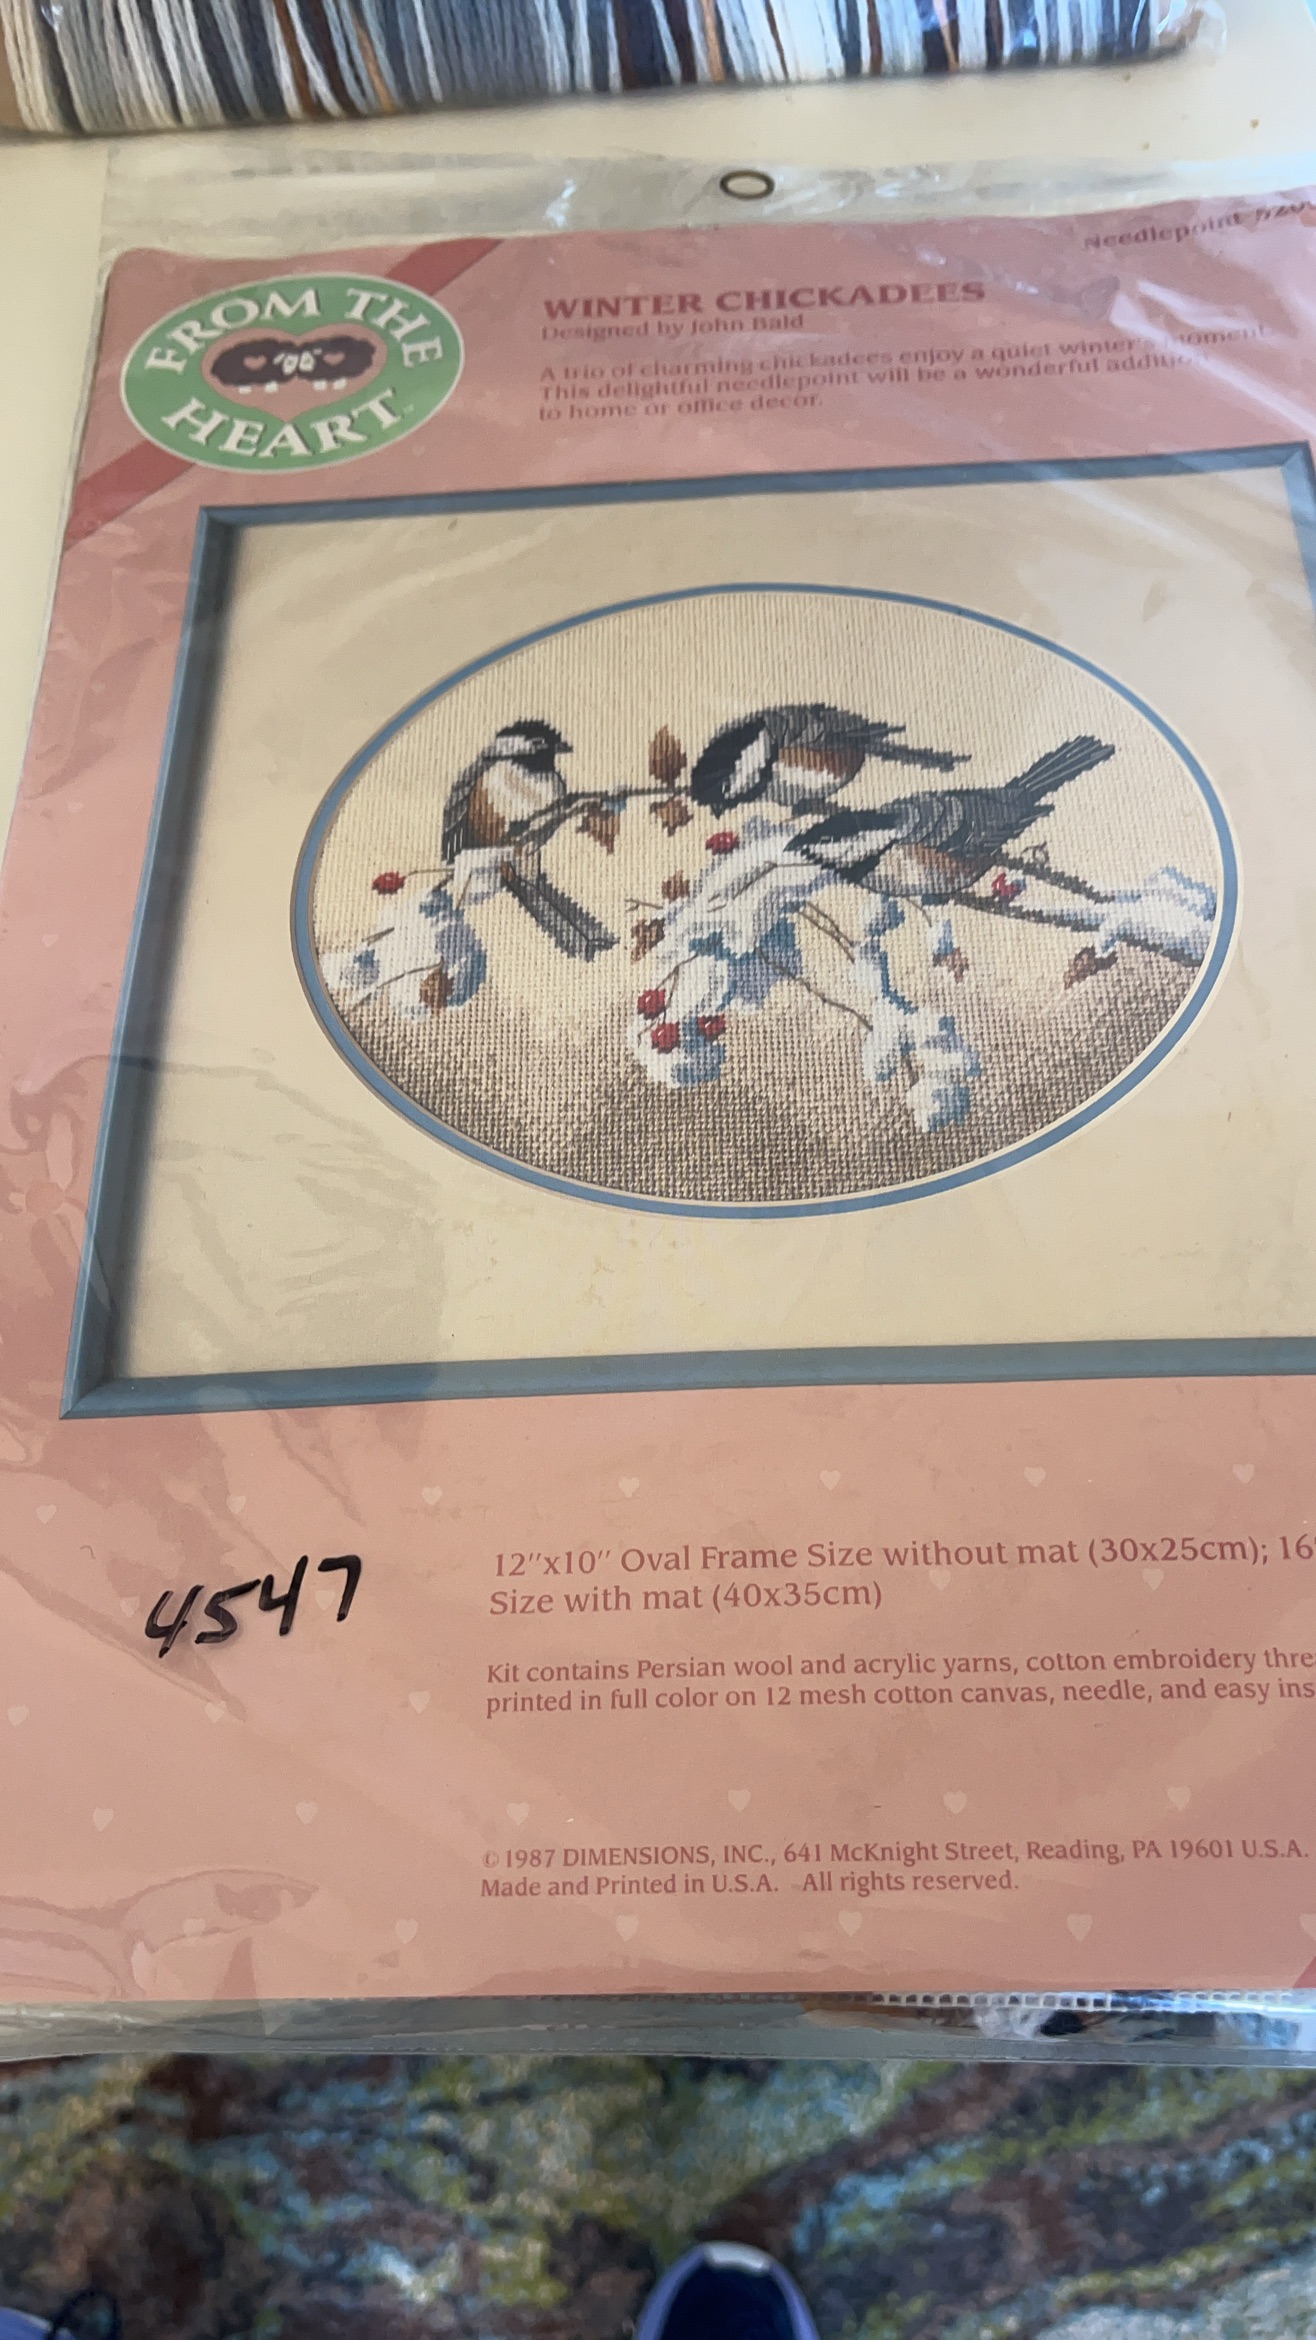 Needlepoint
FROM THE
HEART
WINTER CHICKADEES
Designed by John Bald
A trio of charming chickadees enjoy a quiet winter's moment.
This delightful needlepoint will be a wonderful addition
to home or office decor.
4547
12"x10" Oval Frame Size without mat (30x25cm); 16"
Size with mat (40x35cm)
Kit contains Persian wool and acrylic yarns, cotton embroidery
printed in full color on 12 mesh cotton canvas, needle, and easy
©1987 DIMENSIONS, INC., 641 McKnight Street, Reading, PA 19601 U.S.A.
Made and Printed in U.S.A. All rights reserved.